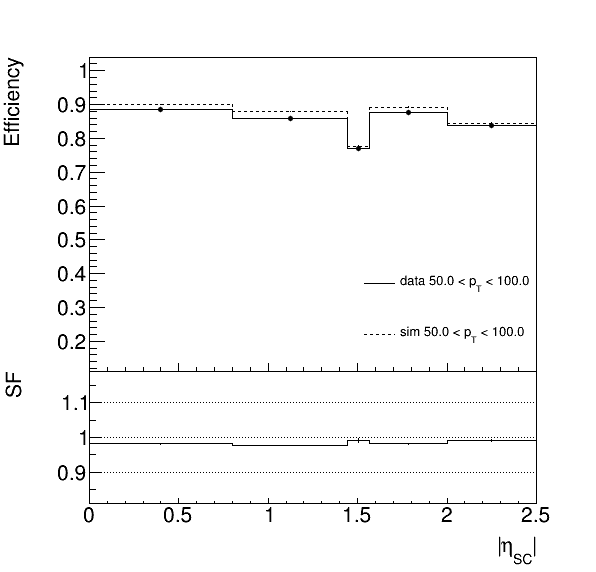 Efficiency
1
0.9
0.8
0.7
0.6
0.5
0.4
0.3
0.2
data 50.0 < p_T < 100.0
sim 50.0 < p_T < 100.0
SF
1.1
1
0.9
0 0.5 1 1.5 2 2.5
|η_SC|